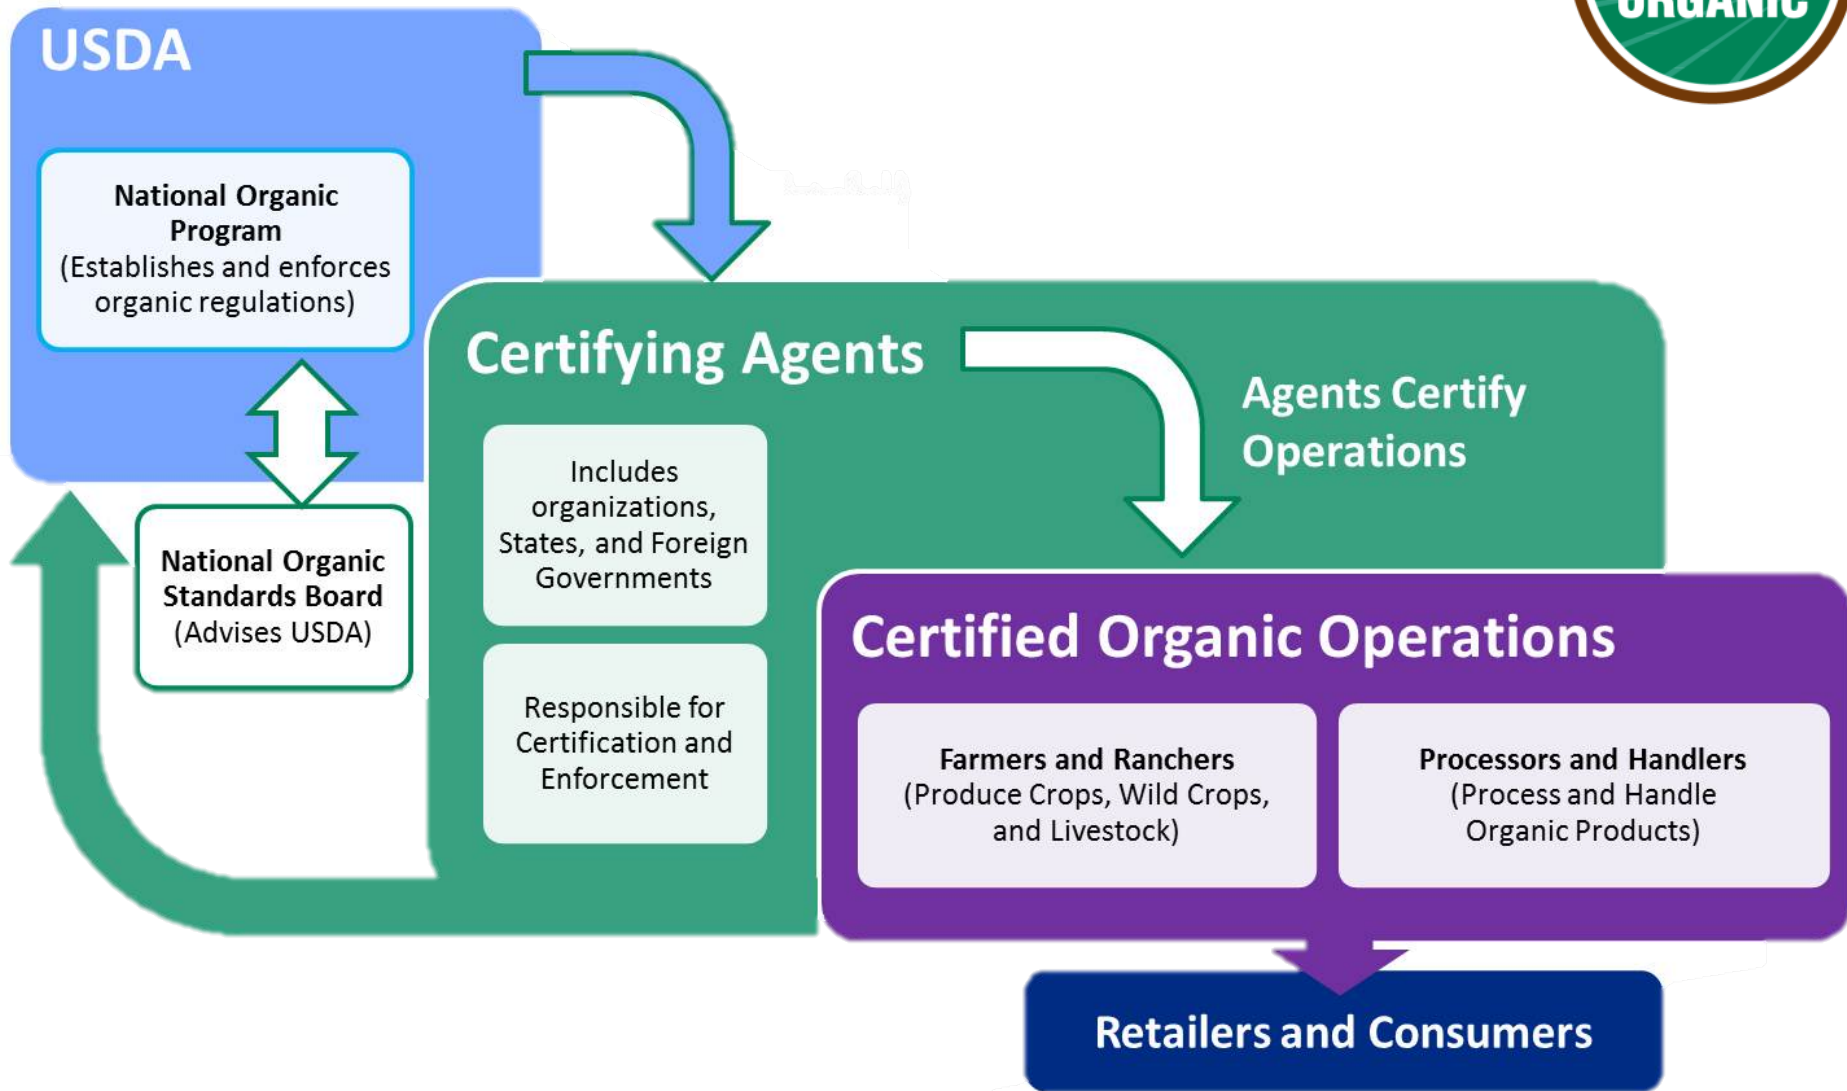 ORGANIC
USDA
National Organic
Program
(Establishes and enforces
organic regulations)
National Organic
Standards Board
(Advises USDA)
Certifying Agents
Agents Certify
Operations
Includes
organizations,
States, and Foreign
Governments
Responsible for
Certification and
Enforcement
Certified Organic Operations
Farmers and Ranchers
(Produce Crops, Wild Crops,
and Livestock)
Processors and Handlers
(Process and Handle
Organic Products)
Retailers and Consumers